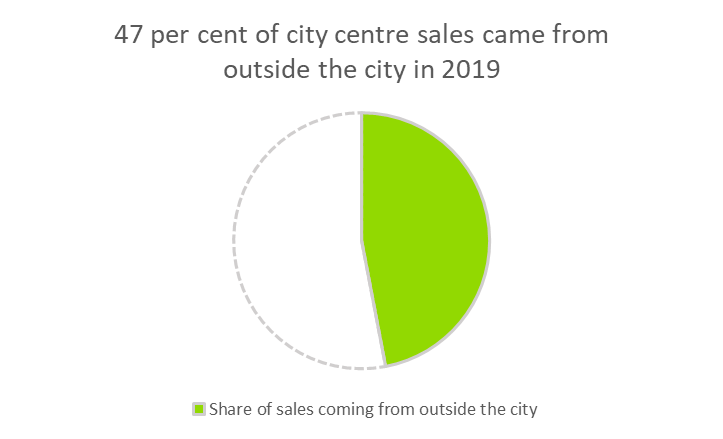 47 per cent of city centre sales came from
outside the city in 2019
Share of sales coming from outside the city